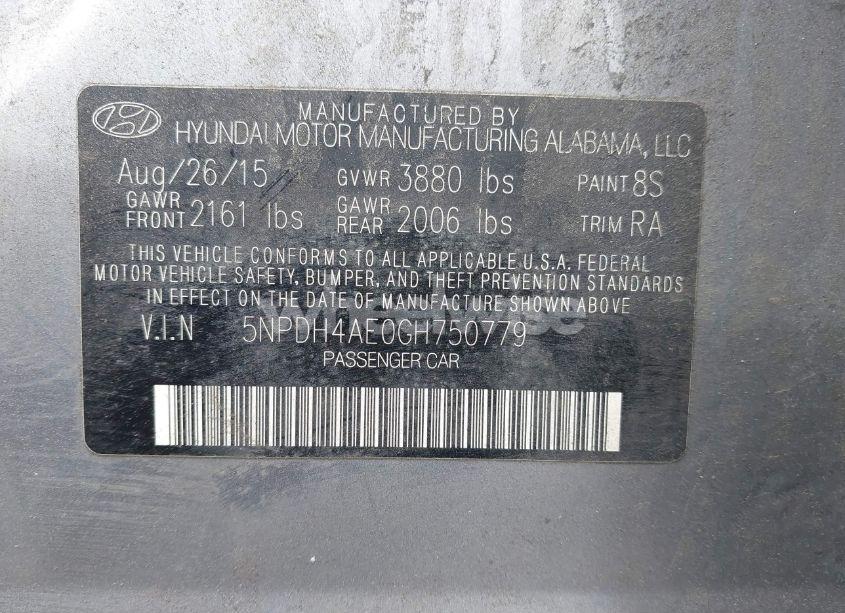 MANUFACTURED BY
HYUNDAI MOTOR MANUFACTURING ALABAMA, LLC
Aug/26/15 GVWR 3880 lbs PAINT 8S
GAWR FRONT 2161 lbs GAWR REAR 2006 lbs TRIM RA
THIS VEHICLE CONFORMS TO ALL APPLICABLE U.S.A. FEDERAL
MOTOR VEHICLE SAFETY, BUMPER, AND THEFT PREVENTION STANDARDS
IN EFFECT ON THE DATE OF MANUFACTURE SHOWN ABOVE
V.I.N 5NPDH4AE0GH750779
PASSENGER CAR